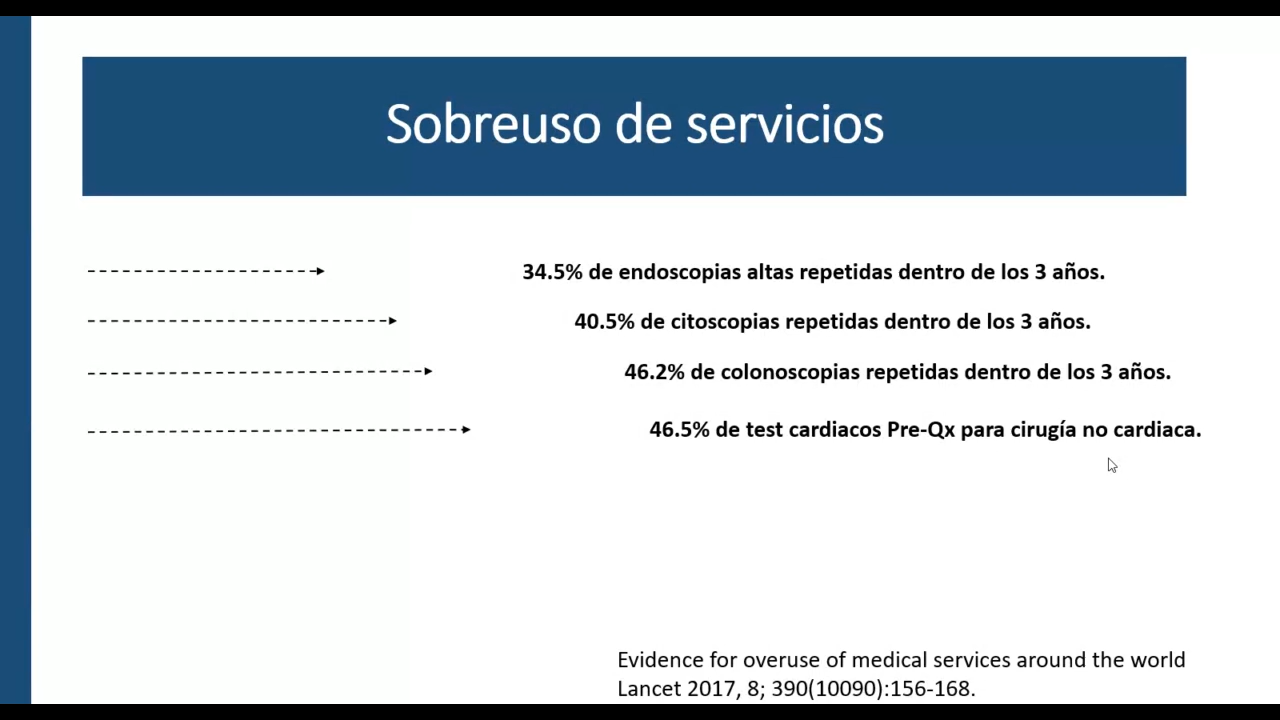 Sobreuso de servicios
34.5% de endoscopias altas repetidas dentro de los 3 años.
40.5% de citoscopias repetidas dentro de los 3 años.
46.2% de colonoscopias repetidas dentro de los 3 años.
46.5% de test cardiacos Pre-Qx para cirugía no cardiaca.
Evidence for overuse of medical services around the world
Lancet 2017, 8; 390(10090):156-168.